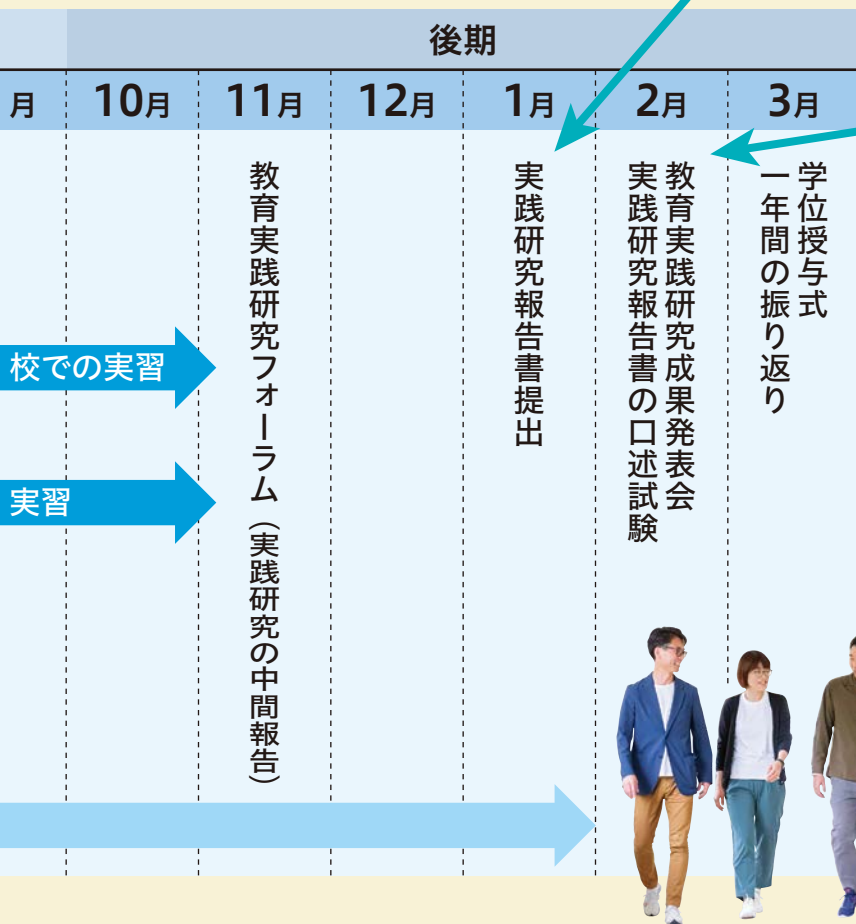 後期
月
10月
11月
12月
1月
2月
3月
教育実践研究フォーラム（実践研究の中間報告）
実践研究報告書提出
教育実践研究成果発表会
実践研究報告書の口述試験
学位授与式
一年間の振り返り
校での実習
実習